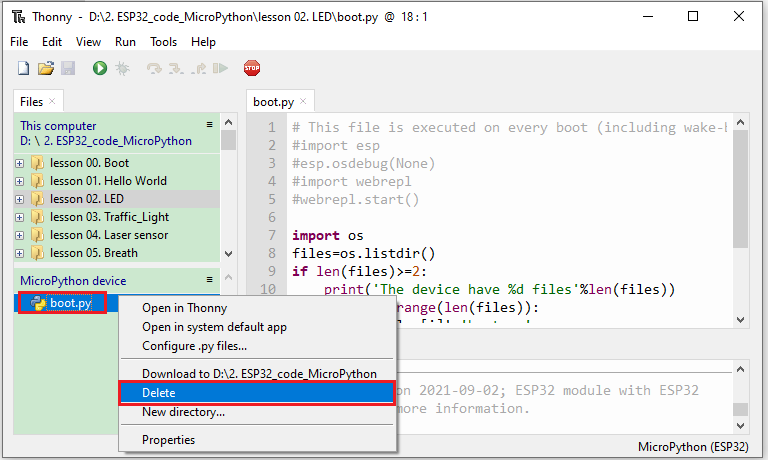 Thonny - D:\2. ESP32_code_MicroPython\lesson 02. LED\boot.py @ 18 : 1
File Edit View Run Tools Help
STOP
Files ×
This computer ≡
D: \ 2. ESP32_code_MicroPython
lesson 00. Boot
lesson 01. Hello World
lesson 02. LED
lesson 03. Traffic_Light
lesson 04. Laser sensor
lesson 05. Breath
MicroPython device ≡
boot.py
Open in Thonny
Open in system default app
Configure .py files...
Download to D:\2. ESP32_code_MicroPython
Delete
New directory...
Properties
boot.py ×
1 # This file is executed on every boot (including wake-
2 #import esp
3 #esp.osdebug(None)
4 #import webrepl
5 #webrepl.start()
6
7 import os
8 files=os.listdir()
9 if len(files)>=2:
10 print('The device have %d files'%len(files))
range(len(files)):
on 2021-09-02; ESP32 module with ESP32
more information.
MicroPython (ESP32)